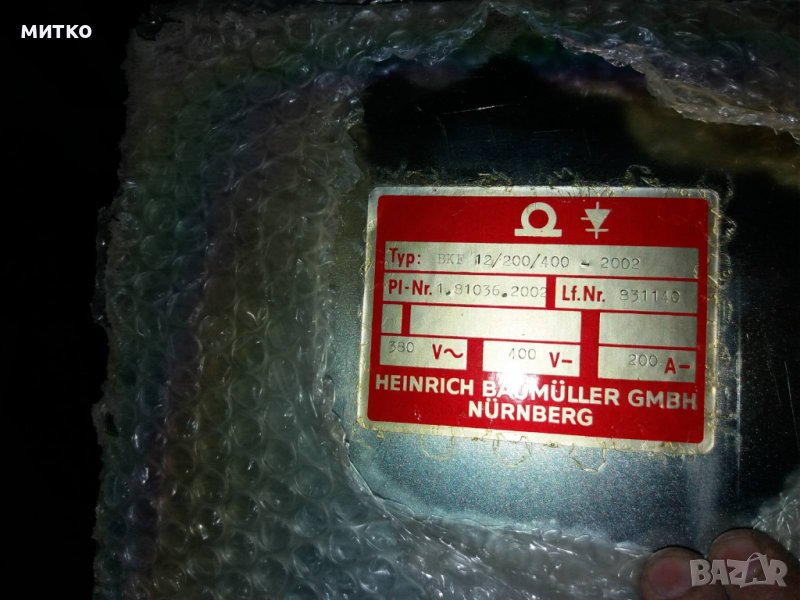 МИТКО
Typ: BKF 12/200/400 - 2002
Pl-Nr. 1.81036.2002 Lf.Nr. 831140
380 V~ 400 V- 200 A-
HEINRICH BAUMÜLLER GMBH
NÜRNBERG
BAZAR